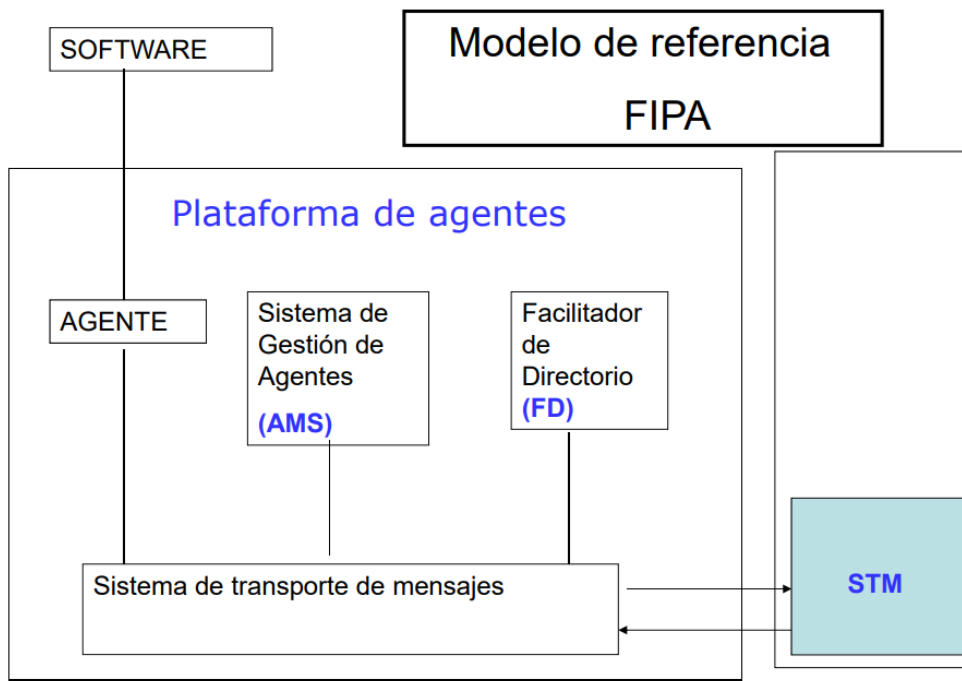 SOFTWARE
Modelo de referencia
FIPA
Plataforma de agentes
AGENTE
Sistema de
Gestión de
Agentes
(AMS)
Facilitador
de
Directorio
(FD)
Sistema de transporte de mensajes
STM